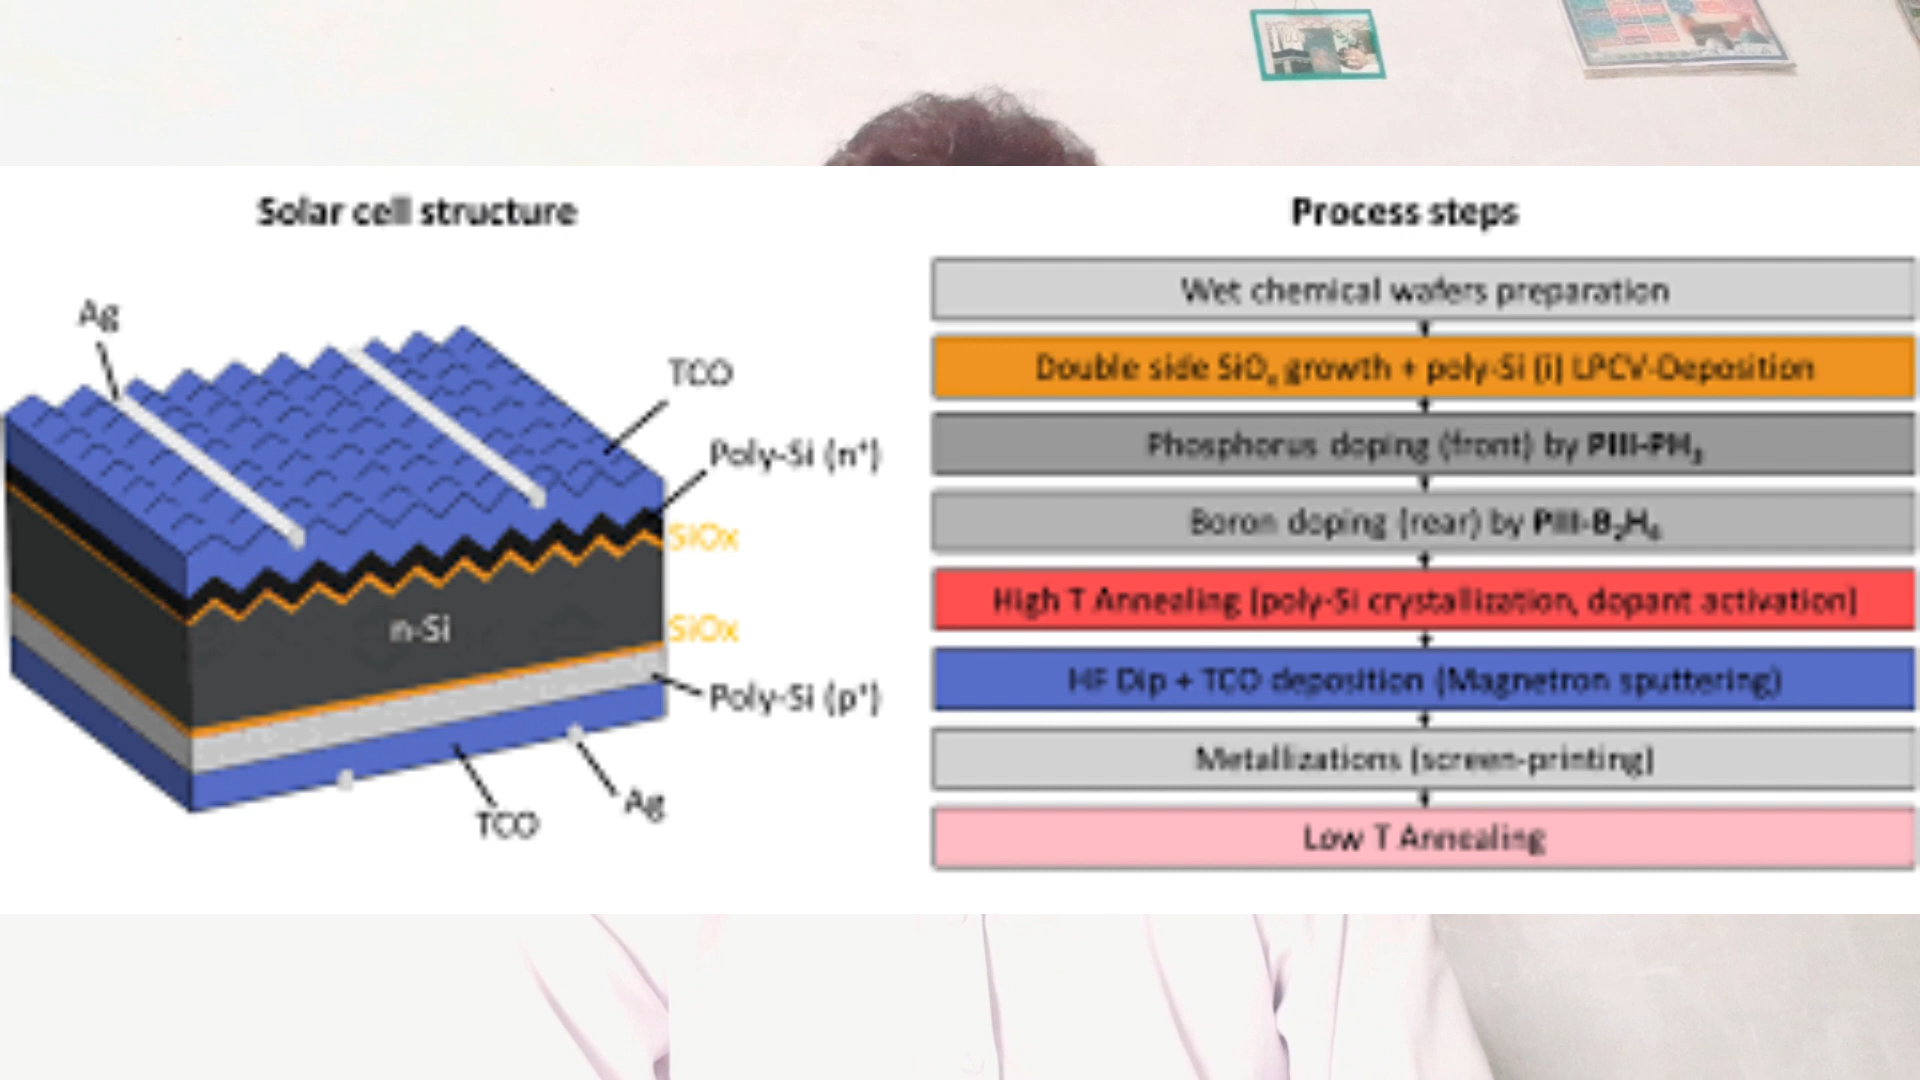 Solar cell structure
Ag
TCO
Poly-Si (n⁺)
SiOx
n-Si
SiOx
Poly-Si (p⁺)
Ag
TCO
Process steps
Wet chemical wafers preparation
Double side SiOₓ growth + poly-Si (i) LPCV-Deposition
Phosphorus doping (front) by PIII-PH₃
Boron doping (rear) by PIII-B₂H₆
High T Annealing (poly-Si crystallization, dopant activation)
HF Dip + TCO deposition (Magnetron sputtering)
Metallizations (screen-printing)
Low T Annealing